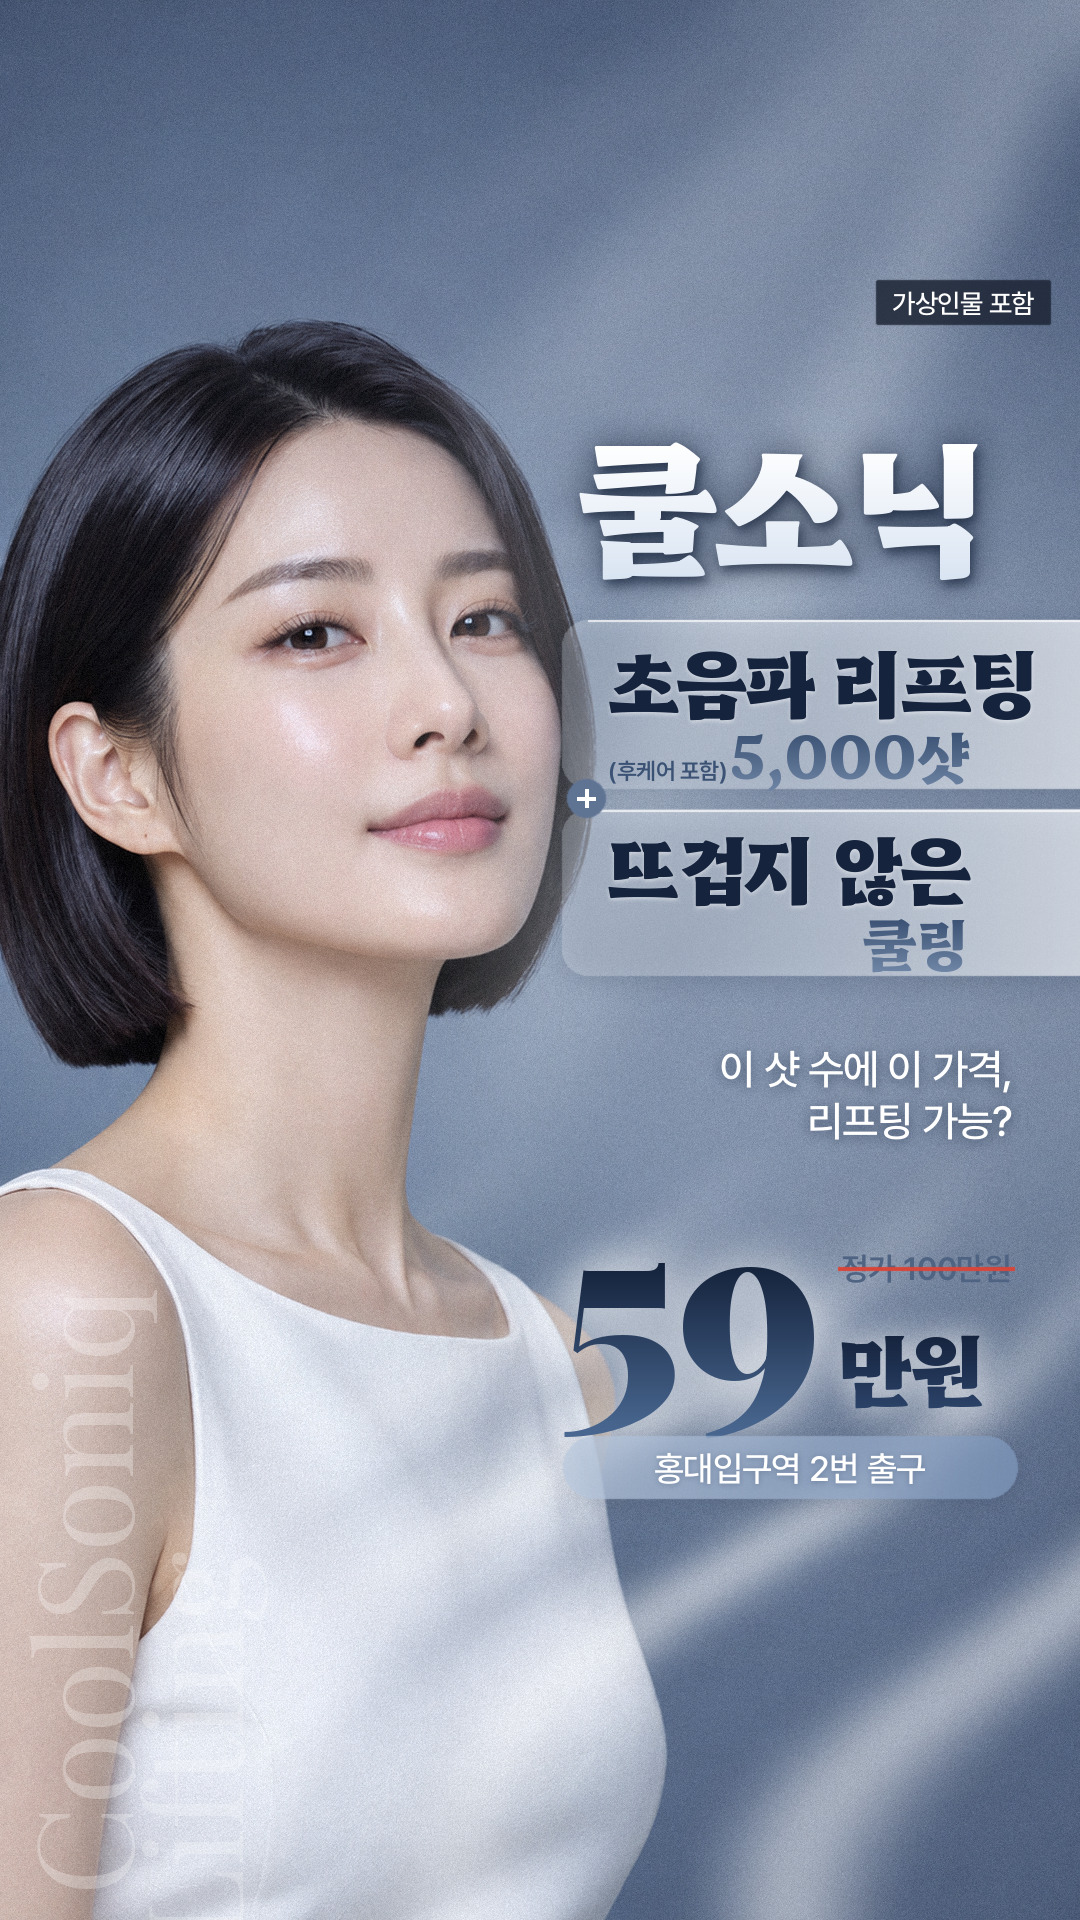 가상인물 포함
쿨소닉
초음파 리프팅
(후케어 포함) 5,000샷
+
뜨겁지 않은
쿨링
이 샷 수에 이 가격,
리프팅 가능?
정가 100만원
59만원
홍대입구역 2번 출구
CoolSoniq
Lifting